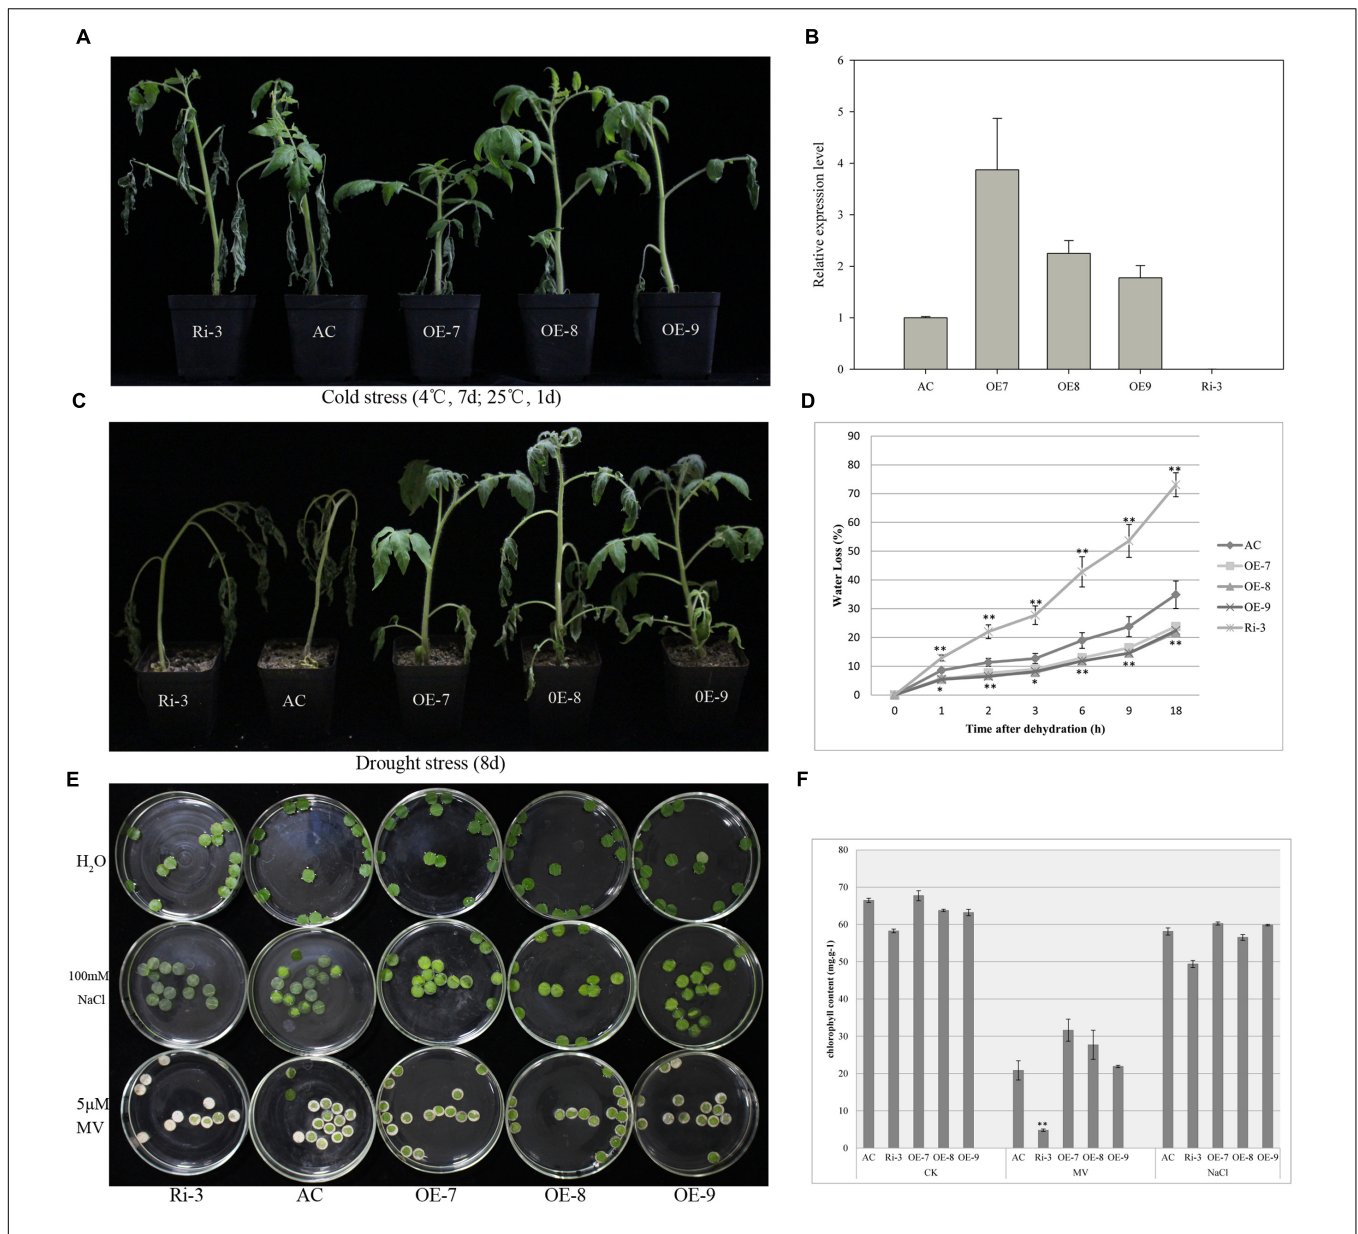 A
Ri-3 AC OE-7 OE-8 OE-9
Cold stress (4℃, 7d; 25℃, 1d)
B
Relative expression level
6
5
4
3
2
1
0
AC OE7 OE8 OE9 Ri-3
C
Ri-3 AC OE-7 0E-8 0E-9
Drought stress (8d)
D
Water Loss (%)
90
80
70
60
50
40
30
20
10
0
** ** ** ** ** **
* ** * ** ** **
0 1 2 3 6 9 18
Time after dehydration (h)
AC
OE-7
OE-8
OE-9
Ri-3
E
H2O
100mM
NaCl
5μM
MV
Ri-3 AC OE-7 OE-8 OE-9
F
chlorophyll content (mg.g-1)
80
70
60
50
40
30
20
10
0
**
AC Ri-3 OE-7 OE-8 OE-9 AC Ri-3 OE-7 OE-8 OE-9 AC Ri-3 OE-7 OE-8 OE-9
CK MV NaCl